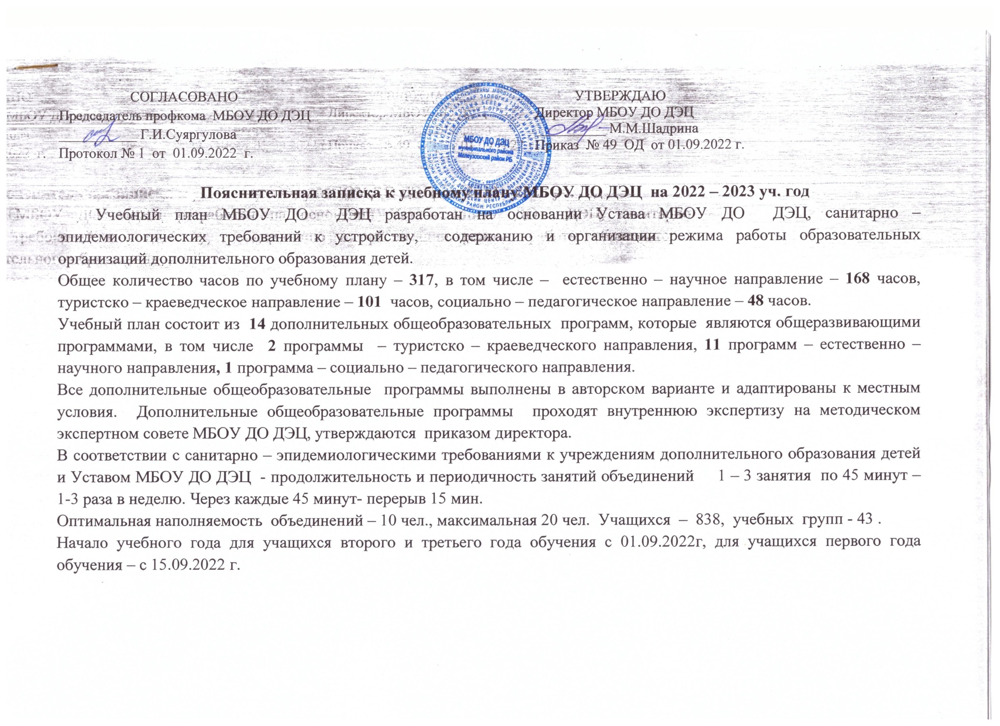 СОГЛАСОВАНО
Председатель профкома МБОУ ДО ДЭЦ
___________ Г.И.Суяргулова
Протокол № 1 от 01.09.2022 г.
УТВЕРЖДАЮ
Директор МБОУ ДО ДЭЦ
__________М.М.Шадрина
Приказ № 49 ОД от 01.09.2022 г.
МБОУ ДО ДЭЦ
муниципального района
Мелеузовский район РБ
Пояснительная записка к учебному плану МБОУ ДО ДЭЦ на 2022 – 2023 уч. год
Учебный план МБОУ ДО ДЭЦ разработан на основании Устава МБОУ ДО ДЭЦ, санитарно –
эпидемиологических требований к устройству, содержанию и организации режима работы образовательных
организаций дополнительного образования детей.
Общее количество часов по учебному плану – 317, в том числе – естественно – научное направление – 168 часов,
туристско – краеведческое направление – 101 часов, социально – педагогическое направление – 48 часов.
Учебный план состоит из 14 дополнительных общеобразовательных программ, которые являются общеразвивающими
программами, в том числе 2 программы – туристско – краеведческого направления, 11 программ – естественно –
научного направления, 1 программа – социально – педагогического направления.
Все дополнительные общеобразовательные программы выполнены в авторском варианте и адаптированы к местным
условия. Дополнительные общеобразовательные программы проходят внутреннюю экспертизу на методическом
экспертном совете МБОУ ДО ДЭЦ, утверждаются приказом директора.
В соответствии с санитарно – эпидемиологическими требованиями к учреждениям дополнительного образования детей
и Уставом МБОУ ДО ДЭЦ - продолжительность и периодичность занятий объединений 1 – 3 занятия по 45 минут –
1-3 раза в неделю. Через каждые 45 минут- перерыв 15 мин.
Оптимальная наполняемость объединений – 10 чел., максимальная 20 чел. Учащихся – 838, учебных групп - 43 .
Начало учебного года для учащихся второго и третьего года обучения с 01.09.2022г, для учащихся первого года
обучения – с 15.09.2022 г.